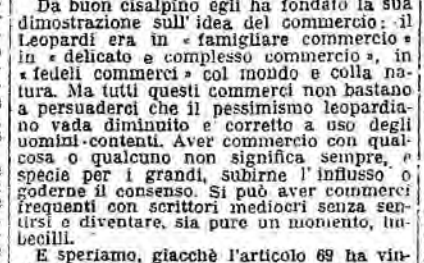 Da buon cisalpino egli ha fondato la sua
dimostrazione sull'idea del commercio: il
Leopardi era in « famigliare commercio »
in « delicato e complesso commercio », in
« fedeli commerci » col mondo e colla na-
tura. Ma tutti questi commerci non bastano
a persuaderci che il pessimismo leopardia-
no vada diminuito e corretto a uso degli
uomini contenti. Aver commercio con qual-
cosa o qualcuno non significa sempre, e
specie per i grandi, subirne l'influsso o
goderne il consenso. Si può aver commerci
frequenti con scrittori mediocri senza sen-
tirsi e diventare, sia pure un momento, im-
becilli.
E speriamo, giacchè l'articolo 69 ha vin-